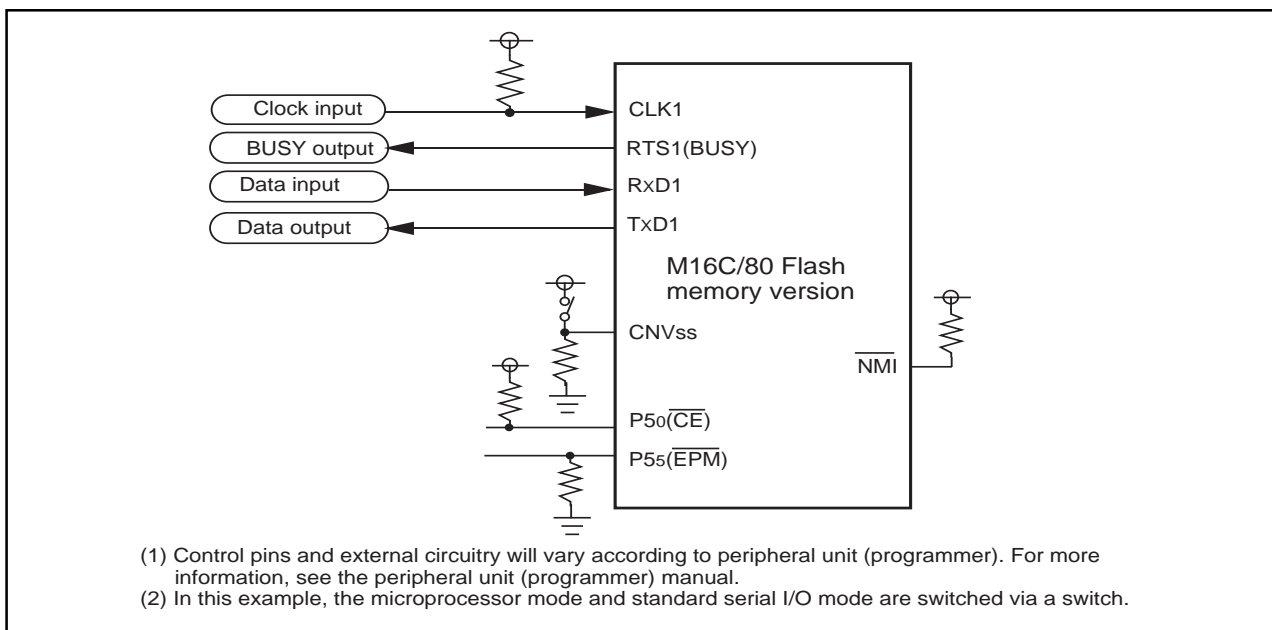 Clock input
CLK1
BUSY output
RTS1(BUSY)
Data input
RxD1
Data output
TxD1
M16C/80 Flash
memory version
CNVss
NMI
P50(CE)
P55(EPM)
(1) Control pins and external circuitry will vary according to peripheral unit (programmer). For more
information, see the peripheral unit (programmer) manual.
(2) In this example, the microprocessor mode and standard serial I/O mode are switched via a switch.